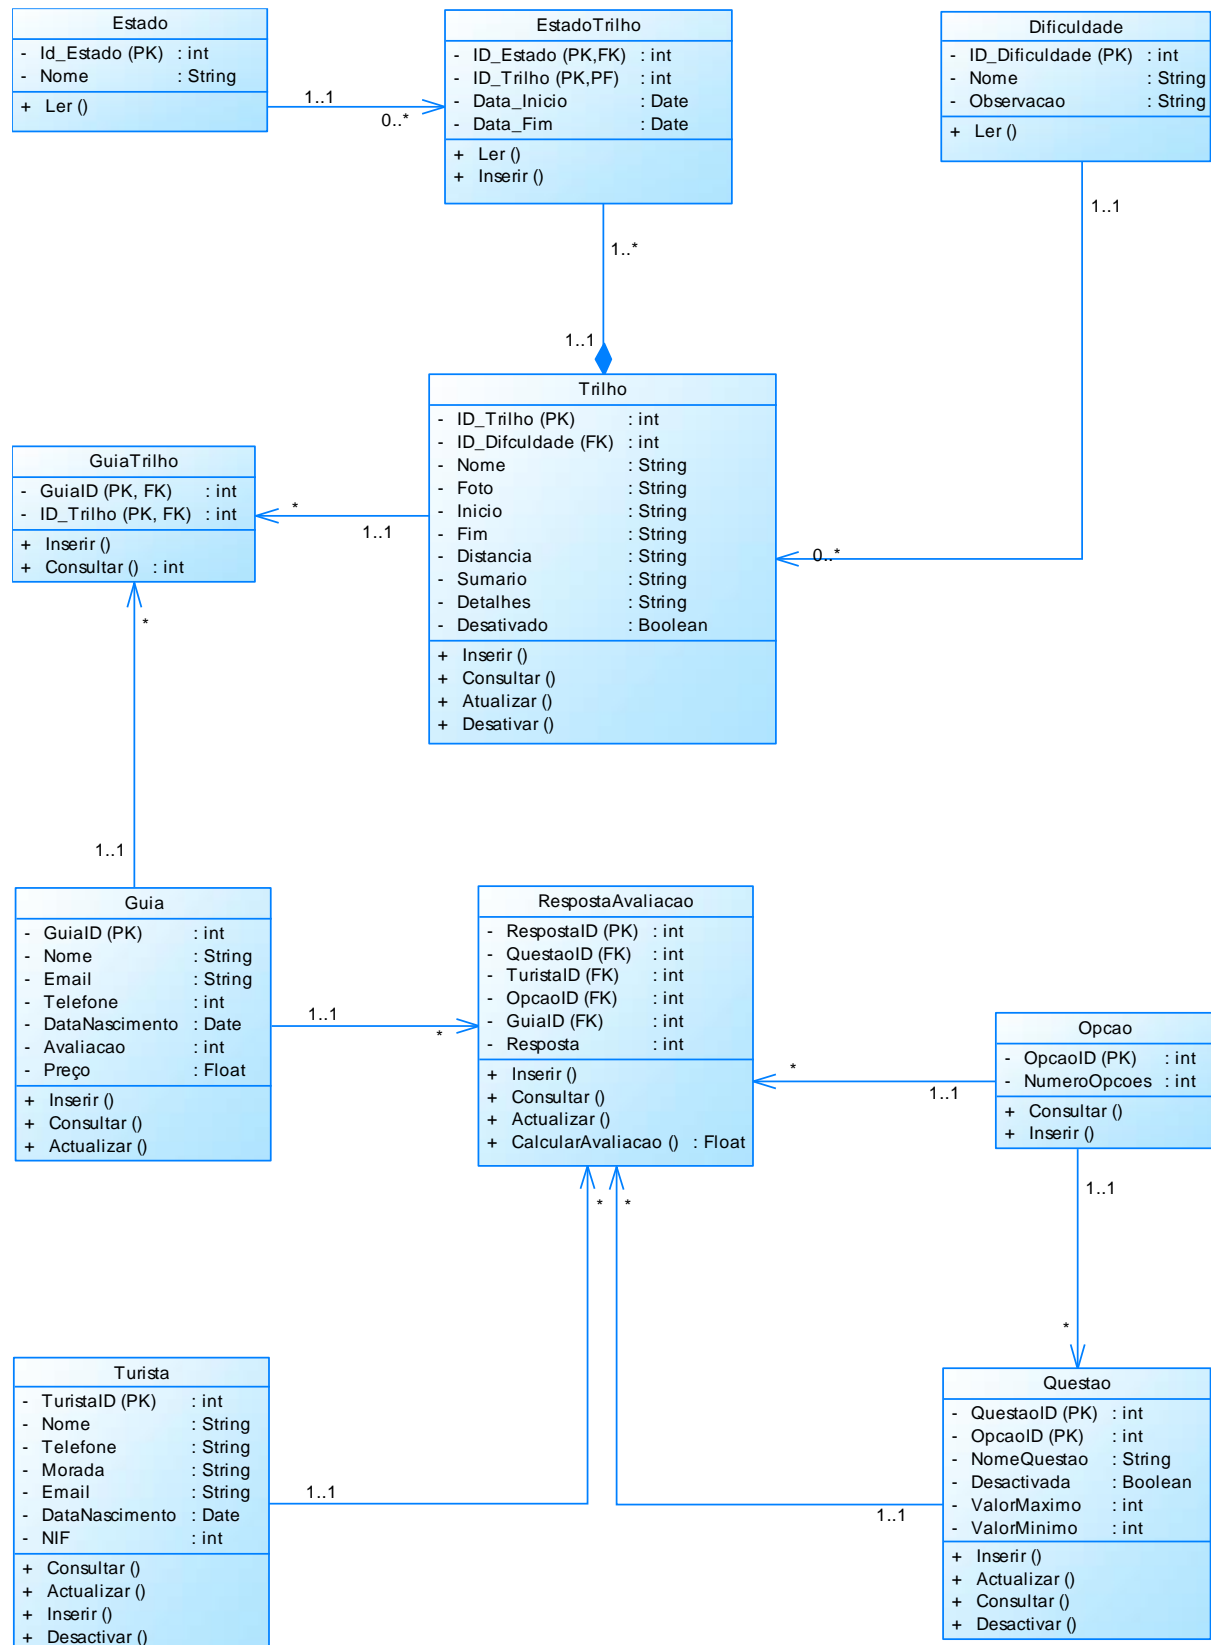 Estado
- Id_Estado (PK) : int
- Nome : String
+ Ler ()
EstadoTrilho
- ID_Estado (PK,FK) : int
- ID_Trilho (PK,PF) : int
- Data_Inicio : Date
- Data_Fim : Date
+ Ler ()
+ Inserir ()
Dificuldade
- ID_Dificuldade (PK) : int
- Nome : String
- Observacao : String
+ Ler ()
1..1
0..*
1..1
1..*
1..1
Trilho
- ID_Trilho (PK) : int
- ID_Difculdade (FK) : int
- Nome : String
- Foto : String
- Inicio : String
- Fim : String
- Distancia : String
- Sumario : String
- Detalhes : String
- Desativado : Boolean
+ Inserir ()
+ Consultar ()
+ Atualizar ()
+ Desativar ()
GuiaTrilho
- GuiaID (PK, FK) : int
- ID_Trilho (PK, FK) : int
+ Inserir ()
+ Consultar () : int
*
1..1
0..*
*
1..1
Guia
- GuiaID (PK) : int
- Nome : String
- Email : String
- Telefone : int
- DataNascimento : Date
- Avaliacao : int
- Preço : Float
+ Inserir ()
+ Consultar ()
+ Actualizar ()
RespostaAvaliacao
- RespostaID (PK) : int
- QuestaoID (FK) : int
- TuristaID (FK) : int
- OpcaoID (FK) : int
- GuiaID (FK) : int
- Resposta : int
+ Inserir ()
+ Consultar ()
+ Actualizar ()
+ CalcularAvaliacao () : Float
1..1
*
Opcao
- OpcaoID (PK) : int
- NumeroOpcoes : int
+ Consultar ()
+ Inserir ()
*
1..1
1..1
*
*
*
Turista
- TuristaID (PK) : int
- Nome : String
- Telefone : String
- Morada : String
- Email : String
- DataNascimento : Date
- NIF : int
+ Consultar ()
+ Actualizar ()
+ Inserir ()
+ Desactivar ()
1..1
1..1
Questao
- QuestaoID (PK) : int
- OpcaoID (PK) : int
- NomeQuestao : String
- Desactivada : Boolean
- ValorMaximo : int
- ValorMinimo : int
+ Inserir ()
+ Actualizar ()
+ Consultar ()
+ Desactivar ()